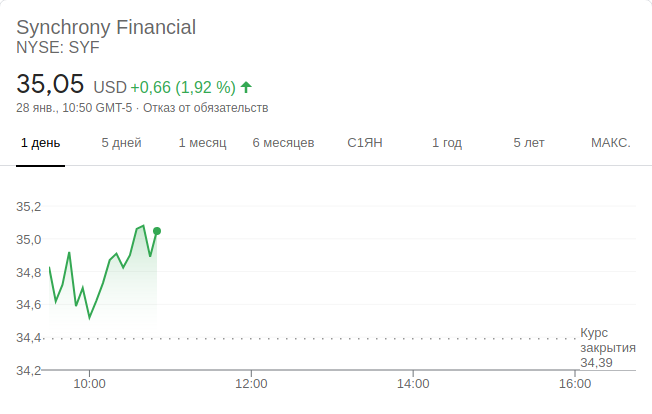 Synchrony Financial
NYSE: SYF
35,05 USD +0,66 (1,92 %)
28 янв., 10:50 GMT-5 · Отказ от обязательств
1 день 5 дней 1 месяц 6 месяцев С1ЯН 1 год 5 лет МАКС.
35,2
35,0
34,8
34,6
34,4
Курс
закрытия
34,39
34,2
10:00 12:00 14:00 16:00